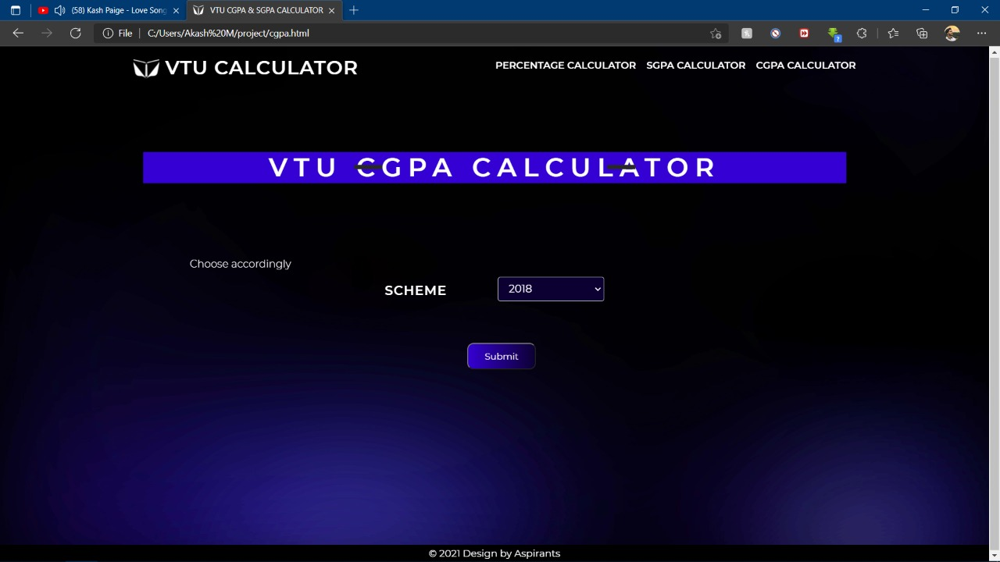 (58) Kash Paige - Love Song
VTU CGPA & SGPA CALCULATOR
File
C:/Users/Akash%20M/project/cgpa.html
VTU CALCULATOR
PERCENTAGE CALCULATOR
SGPA CALCULATOR
CGPA CALCULATOR
VTU CGPA CALCULATOR
Choose accordingly
SCHEME
2018
Submit
© 2021 Design by Aspirants